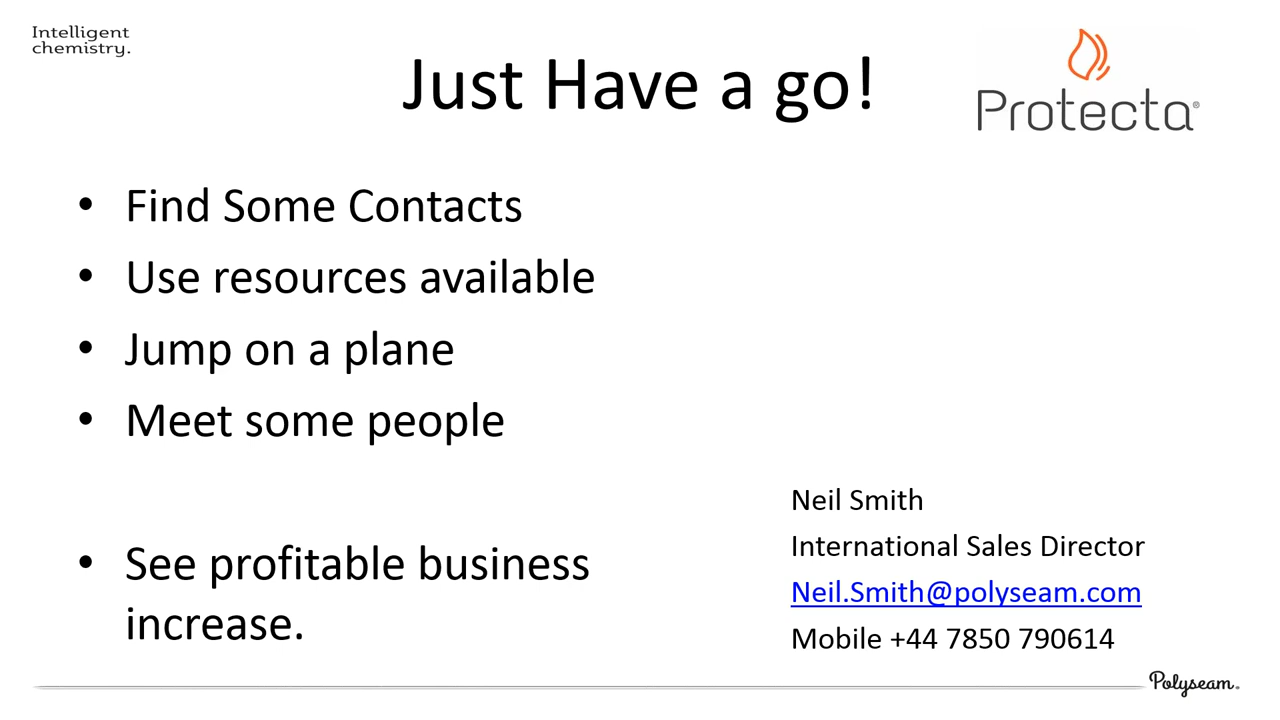 Intelligent
chemistry.
Just Have a go!
Protecta®
• Find Some Contacts
• Use resources available
• Jump on a plane
• Meet some people
• See profitable business
increase.
Neil Smith
International Sales Director
Neil.Smith@polyseam.com
Mobile +44 7850 790614
Polyseam.